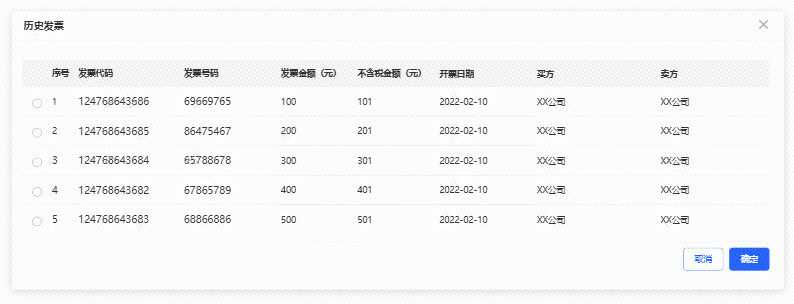 历史发票
序号 发票代码 发票号码 发票金额（元） 不含税金额（元） 开票日期 买方 卖方
1 124768643686 69669765 100 101 2022-02-10 XX公司 XX公司
2 124768643685 86475467 200 201 2022-02-10 XX公司 XX公司
3 124768643684 65788678 300 301 2022-02-10 XX公司 XX公司
4 124768643682 67865789 400 401 2022-02-10 XX公司 XX公司
5 124768643683 68866886 500 501 2022-02-10 XX公司 XX公司
取消 确定